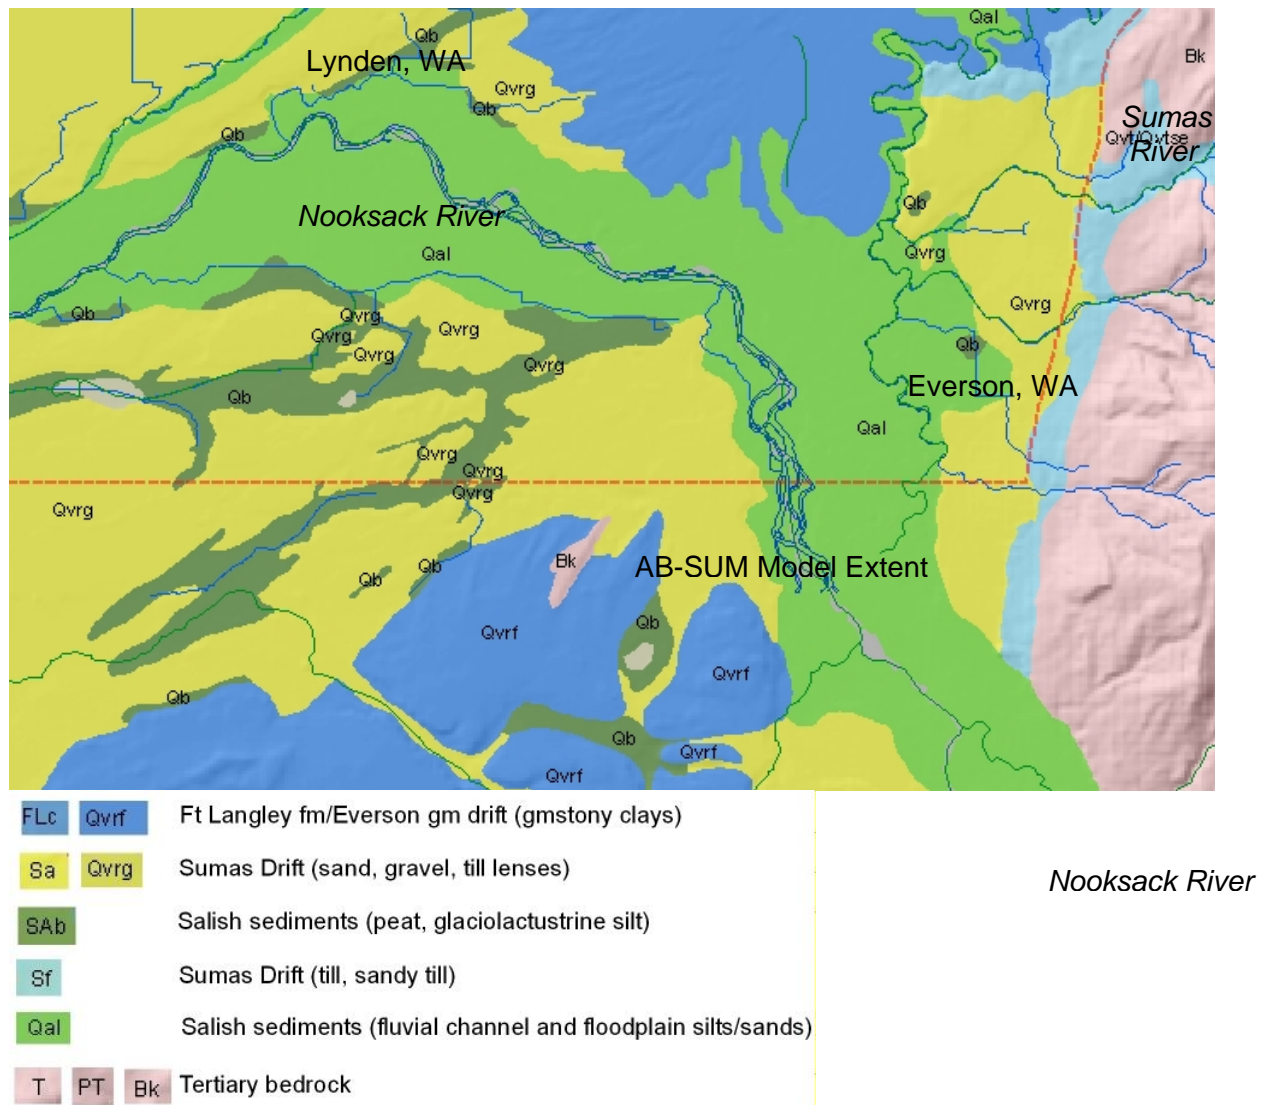 Qal
Qb
Lynden, WA
Bk
Qvrg
Qb
Sumas
Qb
Qvt/Qvtse
River
Qb
Nooksack River
Qal
Qvrg
Qvrg
Qb
Qvrg
Qvrg
Qvrg
Qvrg
Qb
Qvrg
Qvrg
Everson, WA
Qb
Qal
Qvrg
Qvrg
Qvrg
Qvrg
Bk
Qb
AB-SUM Model Extent
Qb
Qb
Qvrf
Qvrf
Qb
Qb
Qvrf
Qvrf
FLc Qvrf Ft Langley fm/Everson gm drift (gmstony clays)
Sa Qvrg Sumas Drift (sand, gravel, till lenses)
Nooksack River
SAb Salish sediments (peat, glaciolactustrine silt)
Sf Sumas Drift (till, sandy till)
Qal Salish sediments (fluvial channel and floodplain silts/sands)
T PT Bk Tertiary bedrock